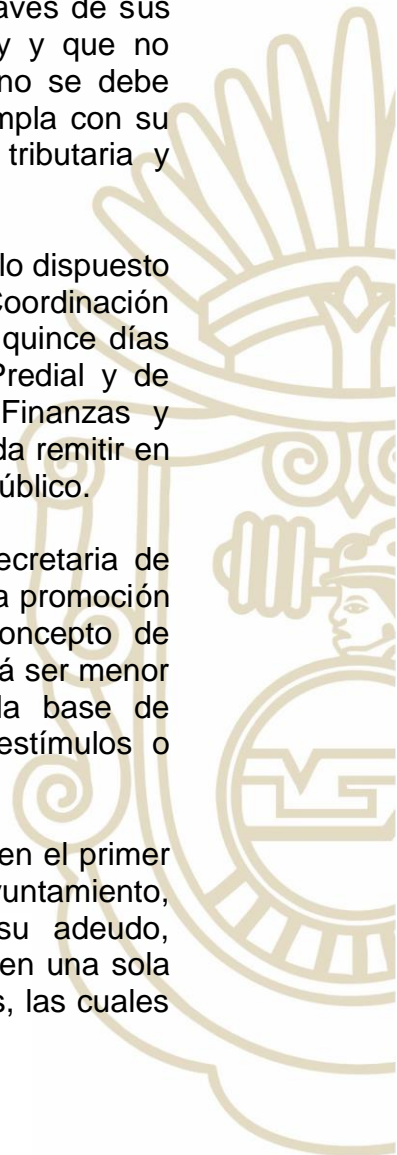 avés de sus
y y que no
no se debe
mpla con su
tributaria y
lo dispuesto
Coordinación
quince días
Predial y de
Finanzas y
da remitir en
úblico.
ecretaria de
a promoción
oncepto de
á ser menor
la base de
estímulos o
en el primer
yuntamiento,
su adeudo,
en una sola
s, las cuales